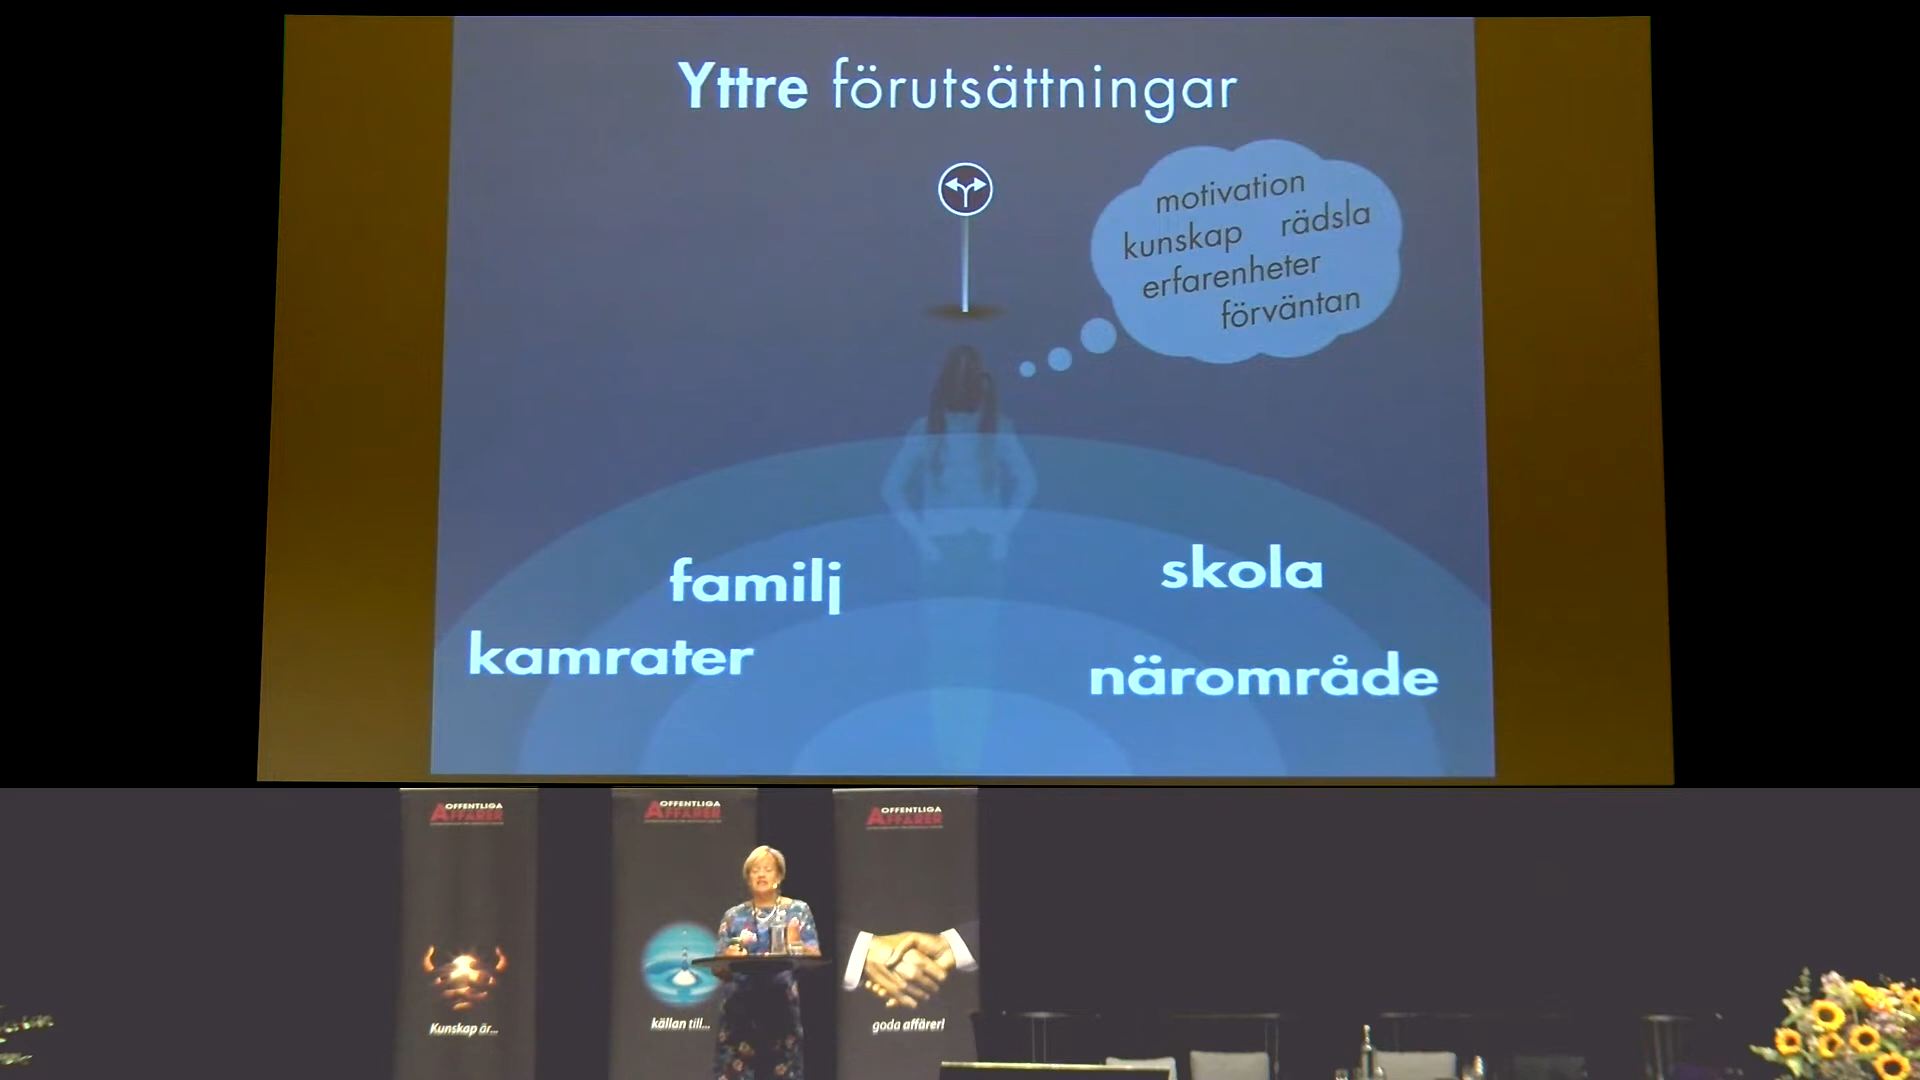 Yttre förutsättningar
motivation
kunskap rädsla
erfarenheter
förväntan
familj
skola
kamrater
närområde
OFFENTLIGA
AFFÄRER
OFFENTLIGA
AFFÄRER
OFFENTLIGA
AFFÄRER
Kunskap är...
källan till...
goda affärer!